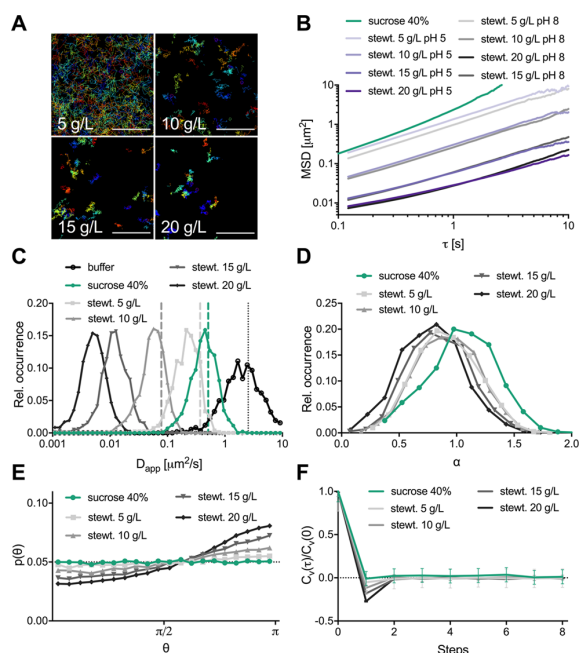 A
5 g/L
10 g/L
15 g/L
20 g/L
B
sucrose 40%
stewt. 5 g/L pH 5
stewt. 10 g/L pH 5
stewt. 15 g/L pH 5
stewt. 20 g/L pH 5
stewt. 5 g/L pH 8
stewt. 10 g/L pH 8
stewt. 20 g/L pH 8
stewt. 15 g/L pH 8
MSD [μm²]
10
1
0.1
0.01
0.1
1
10
τ [s]
C
buffer
sucrose 40%
stewt. 5 g/L
stewt. 10 g/L
stewt. 15 g/L
stewt. 20 g/L
Rel. occurrence
0.20
0.15
0.10
0.05
0.00
0.001
0.01
0.1
1
10
Dapp [μm²/s]
D
sucrose 40%
stewt. 5 g/L
stewt. 10 g/L
stewt. 15 g/L
stewt. 20 g/L
Rel. occurrence
0.25
0.20
0.15
0.10
0.05
0.00
0.0
0.5
1.0
1.5
2.0
α
E
sucrose 40%
stewt. 5 g/L
stewt. 10 g/L
stewt. 15 g/L
stewt. 20 g/L
p(θ)
0.10
0.05
0.00
π/2
π
θ
F
sucrose 40%
stewt. 5 g/L
stewt. 10 g/L
stewt. 15 g/L
stewt. 20 g/L
Cv(τ)/Cv(0)
1.0
0.5
0.0
-0.5
0
2
4
6
8
Steps